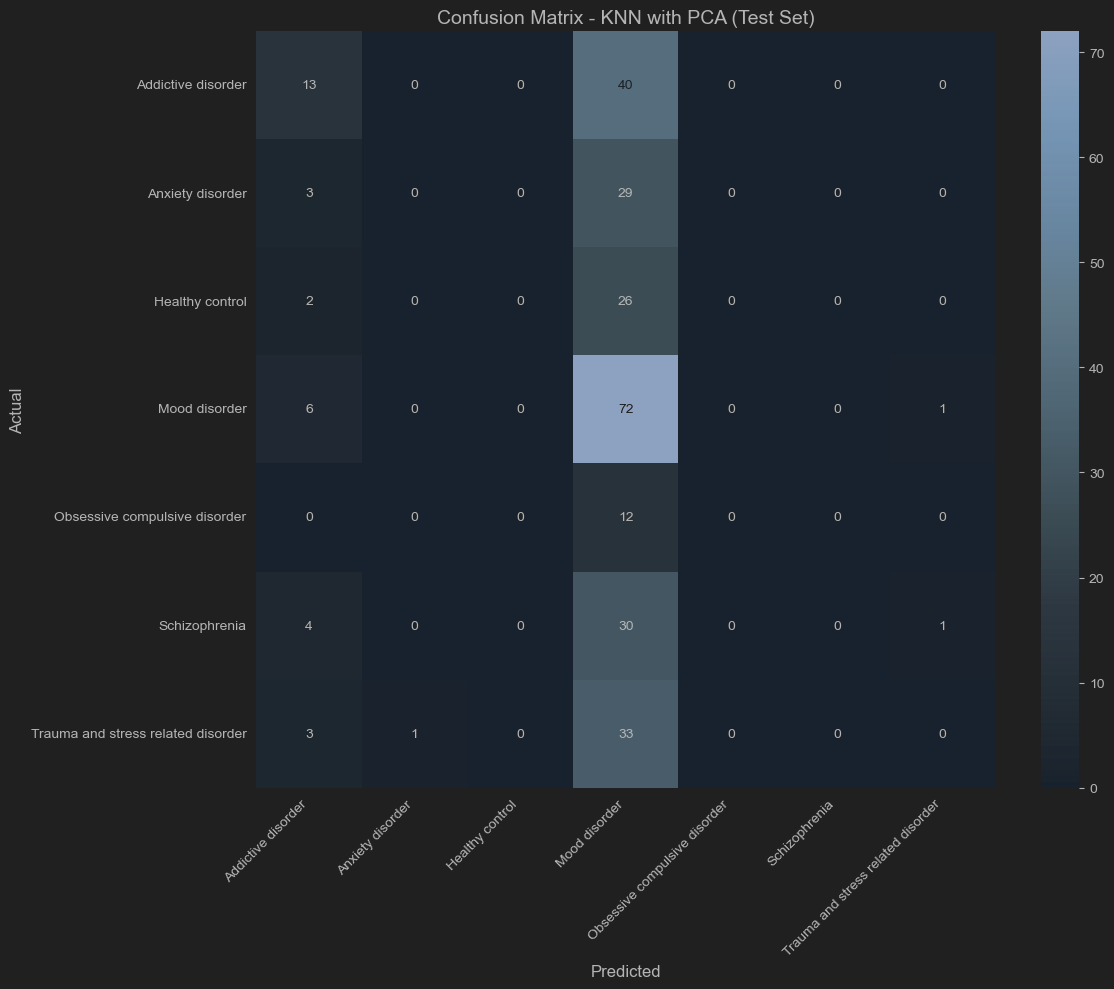 Confusion Matrix - KNN with PCA (Test Set)
Actual
Addictive disorder 13 0 0 40 0 0 0
Anxiety disorder 3 0 0 29 0 0 0
Healthy control 2 0 0 26 0 0 0
Mood disorder 6 0 0 72 0 0 1
Obsessive compulsive disorder 0 0 0 12 0 0 0
Schizophrenia 4 0 0 30 0 0 1
Trauma and stress related disorder 3 1 0 33 0 0 0
Addictive disorder
Anxiety disorder
Healthy control
Mood disorder
Obsessive compulsive disorder
Schizophrenia
Trauma and stress related disorder
Predicted
70
60
50
40
30
20
10
0